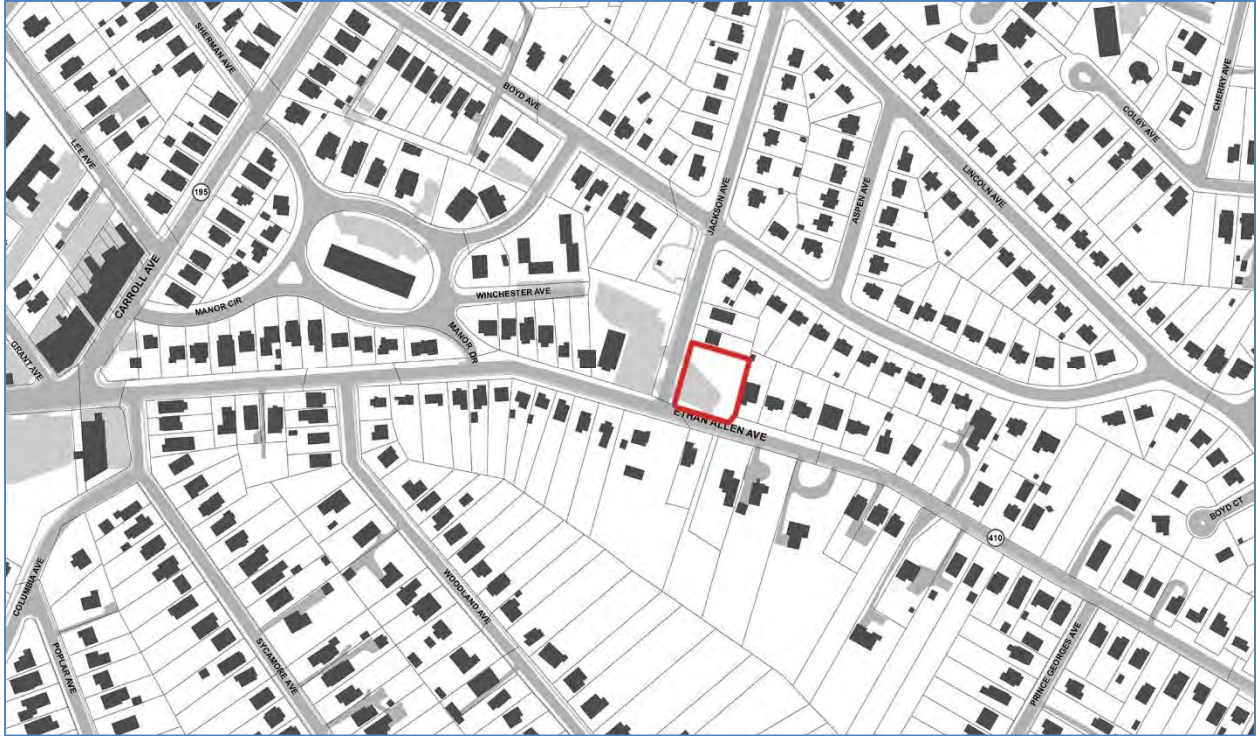 SHERMAN AVE
BOYD AVE
COLBY AVE
CHERRY AVE
LEE AVE
195
JACKSON AVE
ASPEN AVE
LINCOLN AVE
CARROLL AVE
MANOR CIR
WINCHESTER AVE
MANOR DR
GRANT AVE
ETHAN ALLEN AVE
410
BOYD CT
COLUMBIA AVE
POPLAR AVE
SYCAMORE AVE
WOODLAND AVE
PRINCE GEORGES AVE